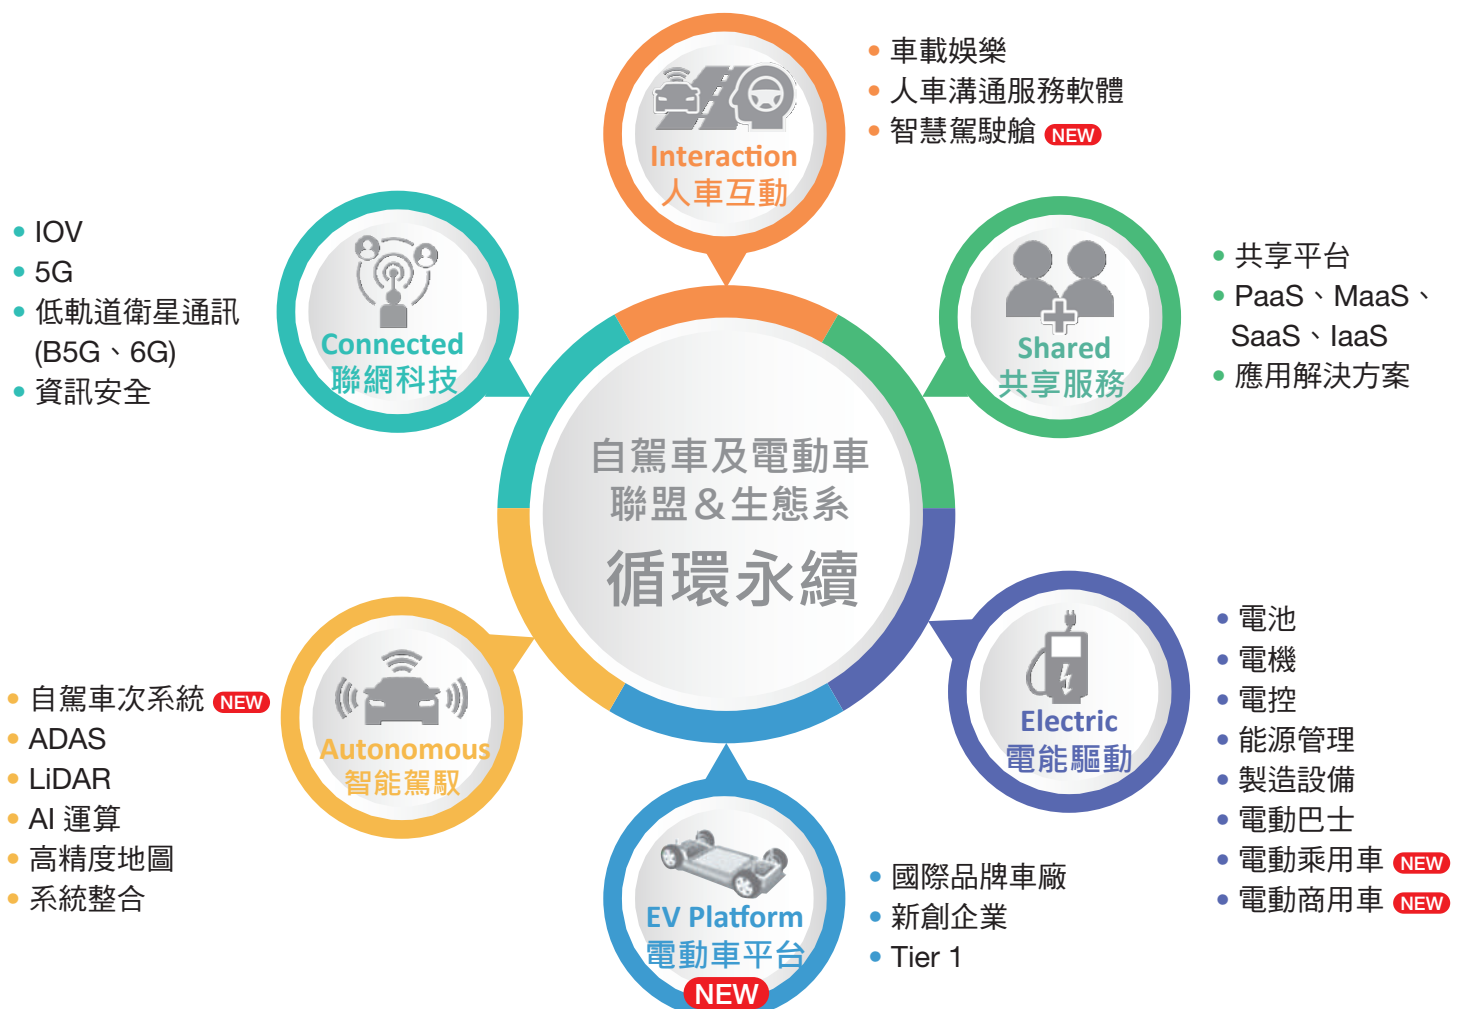 Interaction
人車互動
• 車載娛樂
• 人車溝通服務軟體
• 智慧駕駛艙 NEW
Connected
聯網科技
• IOV
• 5G
• 低軌道衛星通訊
(B5G、6G)
• 資訊安全
Shared
共享服務
• 共享平台
• PaaS、MaaS、
SaaS、IaaS
• 應用解決方案
自駕車及電動車
聯盟&生態系
循環永續
Autonomous
智能駕馭
• 自駕車次系統 NEW
• ADAS
• LiDAR
• AI 運算
• 高精度地圖
• 系統整合
Electric
電能驅動
• 電池
• 電機
• 電控
• 能源管理
• 製造設備
• 電動巴士
• 電動乘用車 NEW
• 電動商用車 NEW
EV Platform
電動車平台
NEW
• 國際品牌車廠
• 新創企業
• Tier 1